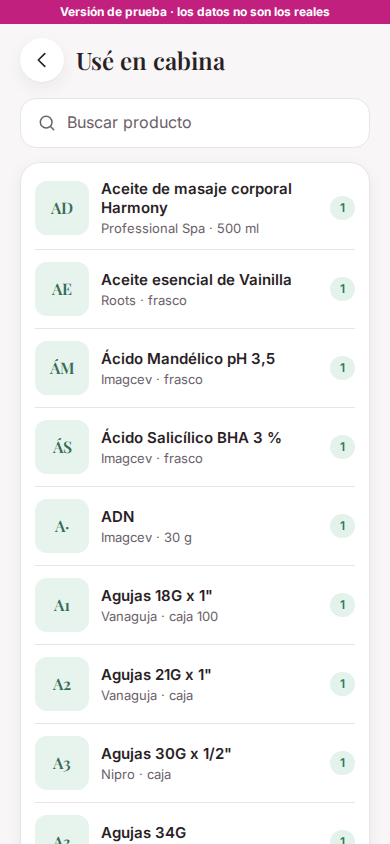 Versión de prueba · los datos no son los reales
Usé en cabina
Buscar producto
AD
Aceite de masaje corporal
Harmony
Professional Spa · 500 ml
1
AE
Aceite esencial de Vainilla
Roots · frasco
1
ÁM
Ácido Mandélico pH 3,5
Imagcev · frasco
1
ÁS
Ácido Salicílico BHA 3 %
Imagcev · frasco
1
A·
ADN
Imagcev · 30 g
1
A1
Agujas 18G x 1"
Vanaguja · caja 100
1
A2
Agujas 21G x 1"
Vanaguja · caja
1
A3
Agujas 30G x 1/2"
Nipro · caja
1
A3
Agujas 34G
1